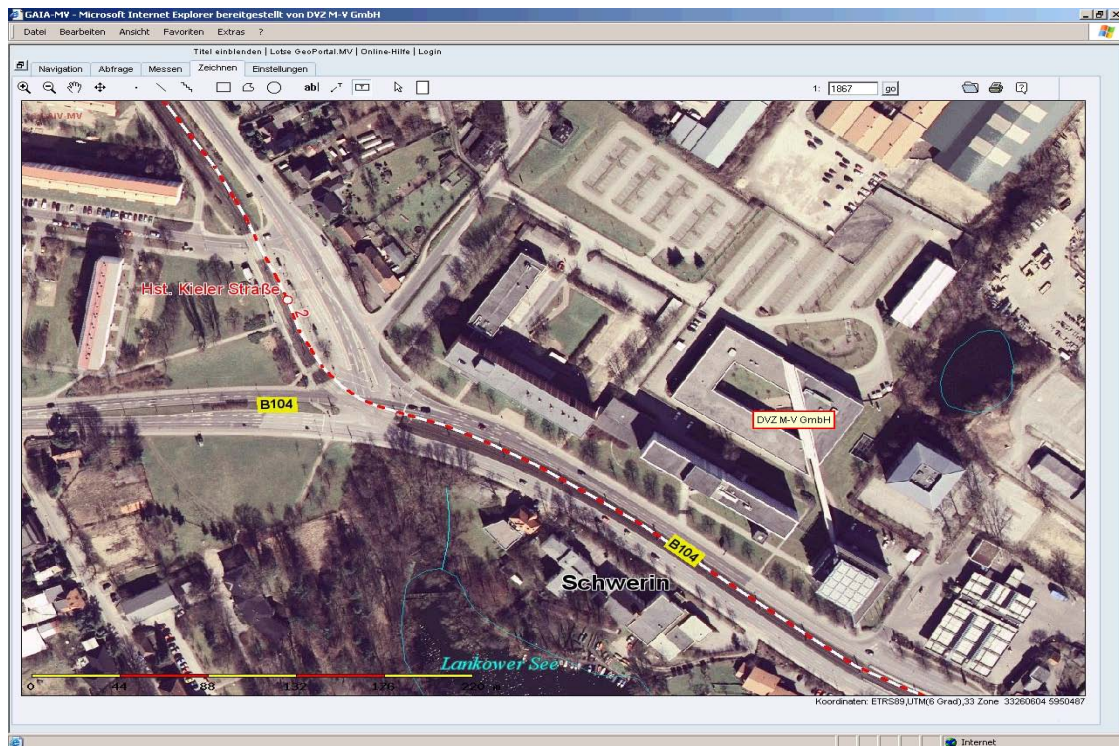 GAIA-MV - Microsoft Internet Explorer bereitgestellt von DVZ M-V GmbH
Datei Bearbeiten Ansicht Favoriten Extras ?
Titel einblenden | Lotse GeoPortal.MV | Online-Hilfe | Login
Navigation Abfrage Messen Zeichnen Einstellungen
ab| T T 1: 1867 go ?
Hst. Kieler Straße
2
B104
DVZ M-V GmbH
B104
Schwerin
Lankower See
0 44 88 132 176 220 m
Koordinaten: ETRS89,UTM(6 Grad),33 Zone 33260604 5950487
Internet